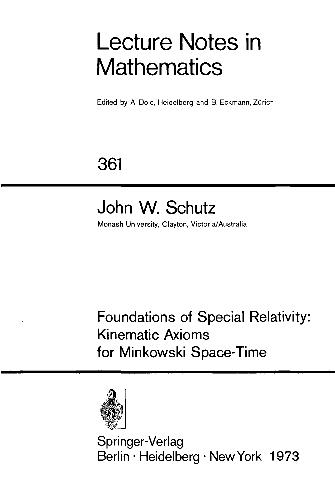 Lecture Notes in
Mathematics
Edited by A. Dold, Heidelberg and B. Eckmann, Zürich
361
John W. Schutz
Monash University, Clayton, Victoria/Australia
Foundations of Special Relativity:
Kinematic Axioms
for Minkowski Space-Time
Springer-Verlag
Berlin · Heidelberg · New York 1973